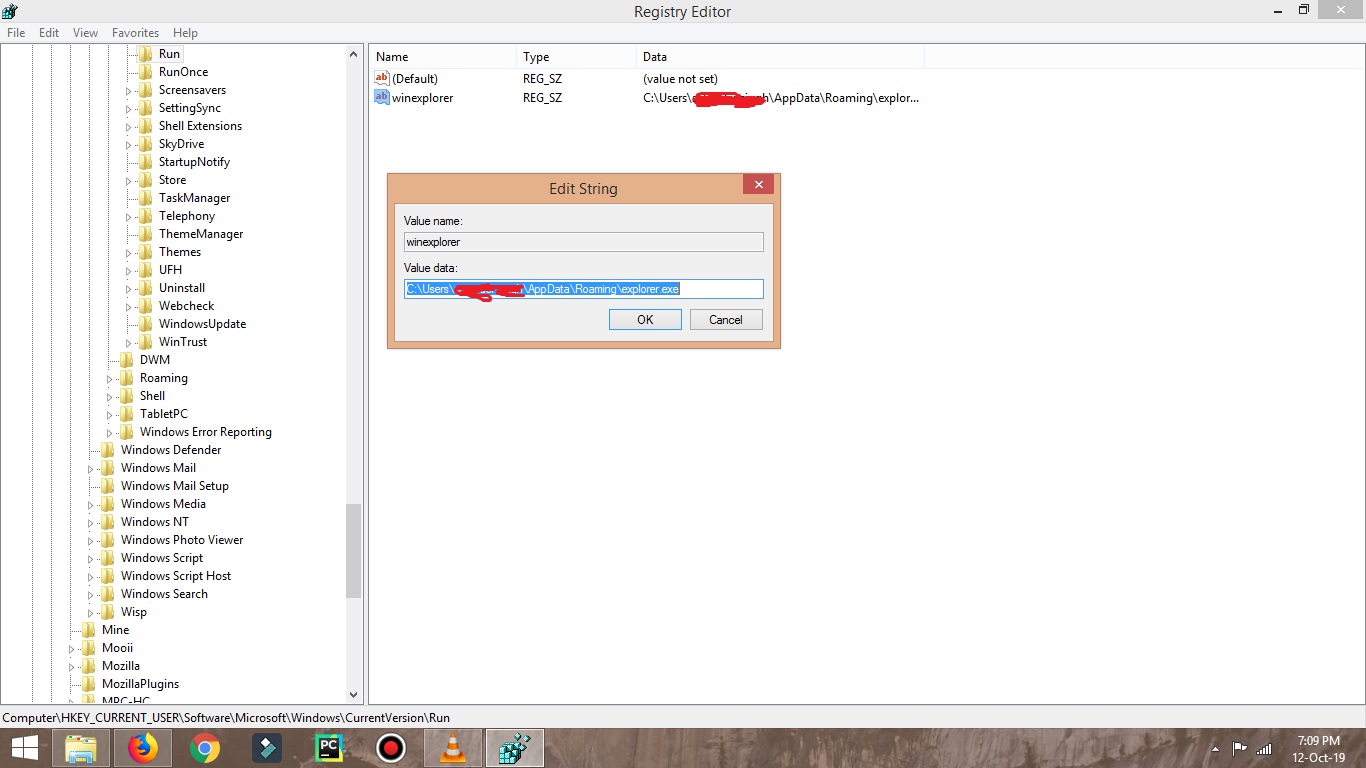 Registry Editor
File Edit View Favorites Help
Run
RunOnce
Screensavers
SettingSync
Shell Extensions
SkyDrive
StartupNotify
Store
TaskManager
Telephony
ThemeManager
Themes
UFH
Uninstall
Webcheck
WindowsUpdate
WinTrust
DWM
Roaming
Shell
TabletPC
Windows Error Reporting
Windows Defender
Windows Mail
Windows Mail Setup
Windows Media
Windows NT
Windows Photo Viewer
Windows Script
Windows Script Host
Windows Search
Wisp
Mine
Mooii
Mozilla
MozillaPlugins
MPC-HC
Name Type Data
ab (Default) REG_SZ (value not set)
ab winexplorer REG_SZ C:\Users\ \AppData\Roaming\explor...
Edit String
Value name:
winexplorer
Value data:
C:\Users\ \AppData\Roaming\explorer.exe
OK Cancel
Computer\HKEY_CURRENT_USER\Software\Microsoft\Windows\CurrentVersion\Run
PC
7:09 PM
12-Oct-19